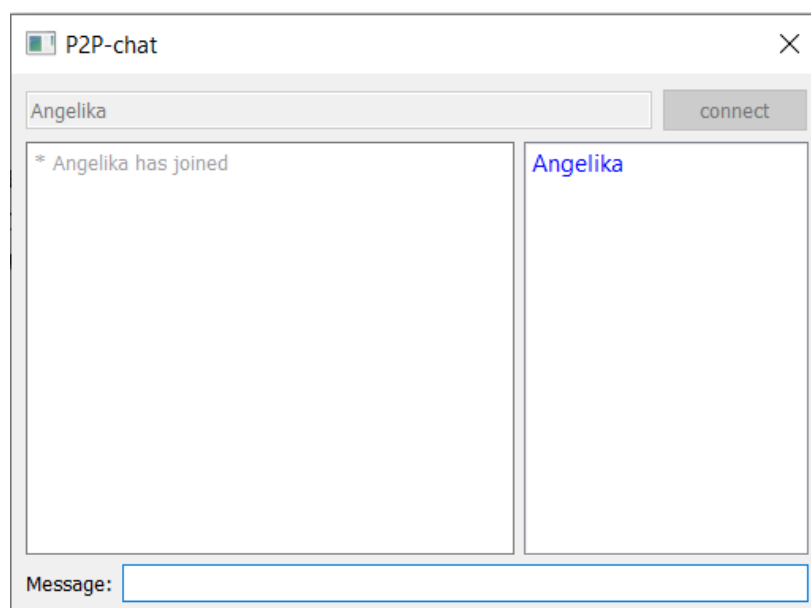 P2P-chat
Angelika
connect
* Angelika has joined
Angelika
Message: